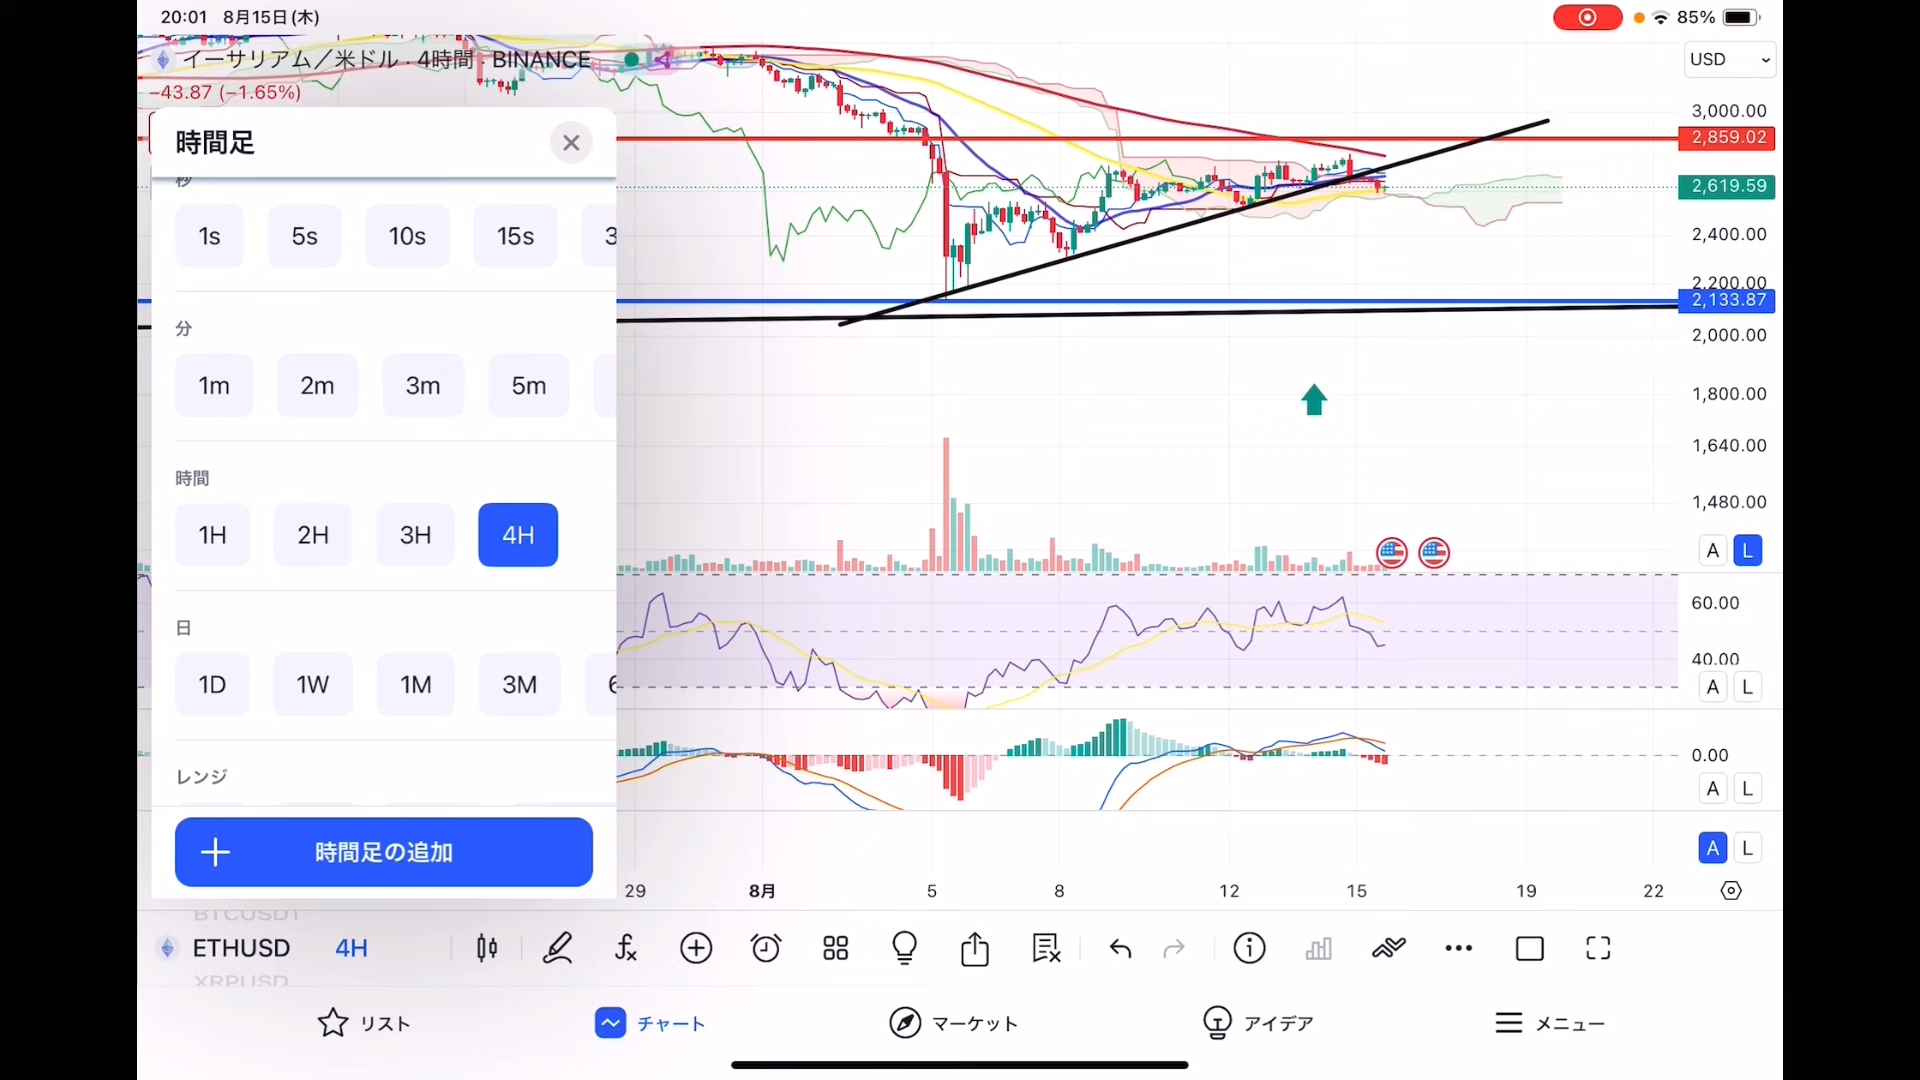 20:01 8月15日(木)
85%
イーサリアム／米ドル · 4時間 · BINANCE
−43.87 (−1.65%)
USD
時間足
秒
1s 5s 10s 15s 3
分
1m 2m 3m 5m
時間
1H 2H 3H 4H
日
1D 1W 1M 3M 6
レンジ
時間足の追加
3,000.00
2,859.02
2,619.59
2,400.00
2,200.00
2,133.87
2,000.00
1,800.00
1,640.00
1,480.00
A L
60.00
40.00
A L
0.00
A L
A L
29 8月 5 8 12 15 19 22
BTCUSDT
ETHUSD 4H
XRPUSD
リスト チャート マーケット アイデア メニュー